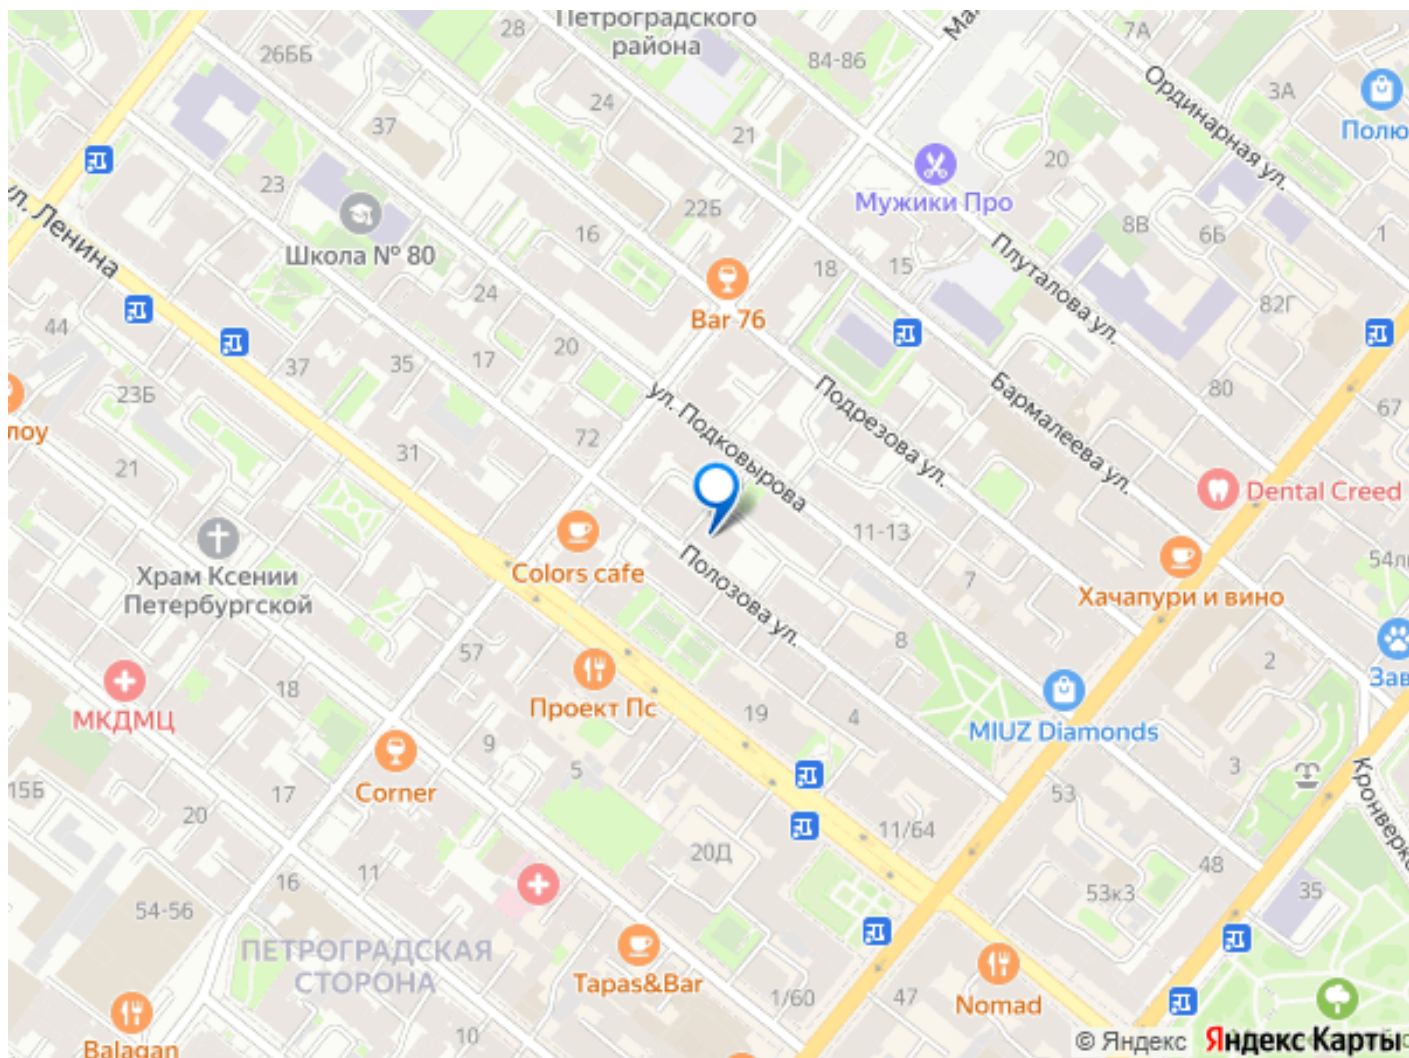 Петроградского
района
28
7А
84-86
266Б
24
Ординарная ул.
3А
Полю
37
21
20
23
Мужики Про
22Б
ул. Ленина
Школа № 80
16
8В
6Б
1
Плуталова ул.
18
15
24
82Г
Bar 76
44
20
17
37
35
23Б
Бармалеева ул.
80
67
ул. Подковырова
Подрезова ул.
лоу
72
31
21
Dental Creed
11-13
Храм Ксении
Петербургской
Colors cafe
Полозова ул.
7
Хачапури и вино
8
57
2
Зав
МКДМЦ
18
Проект Пс
19
4
MIUZ Diamonds
9
5
3
Кронверкс
15Б
Corner
17
20
53
11/64
20Д
48
11
16
53к3
35
54-56
ПЕТРОГРАДСКАЯ
СТОРОНА
Tapas&Bar
1/60
47
Nomad
10
Balagan
© Яндекс
Яндекс Карты